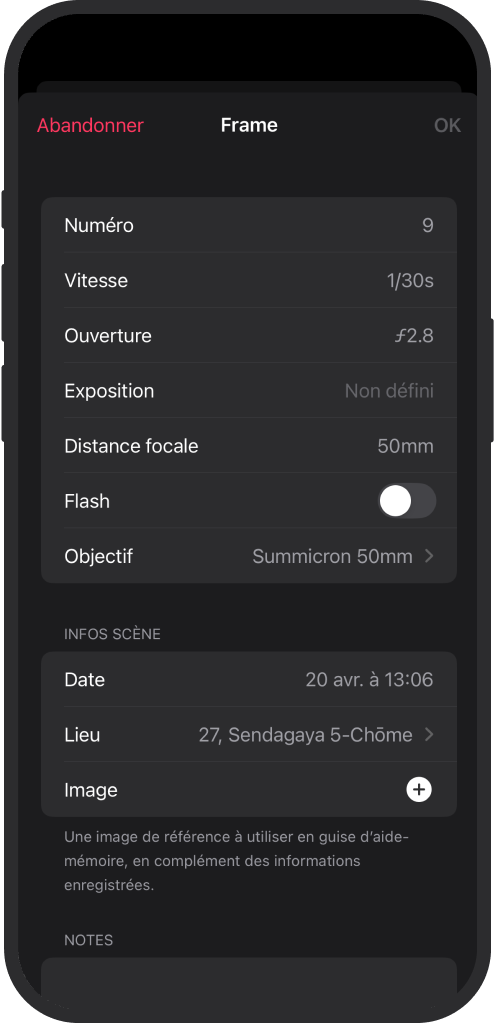 Abandonner Frame OK
Numéro 9
Vitesse 1/30s
Ouverture ƒ2.8
Exposition Non défini
Distance focale 50mm
Flash
Objectif Summicron 50mm
INFOS SCÈNE
Date 20 avr. à 13:06
Lieu 27, Sendagaya 5-Chōme
Image
Une image de référence à utiliser en guise d’aide-
mémoire, en complément des informations
enregistrées.
NOTES